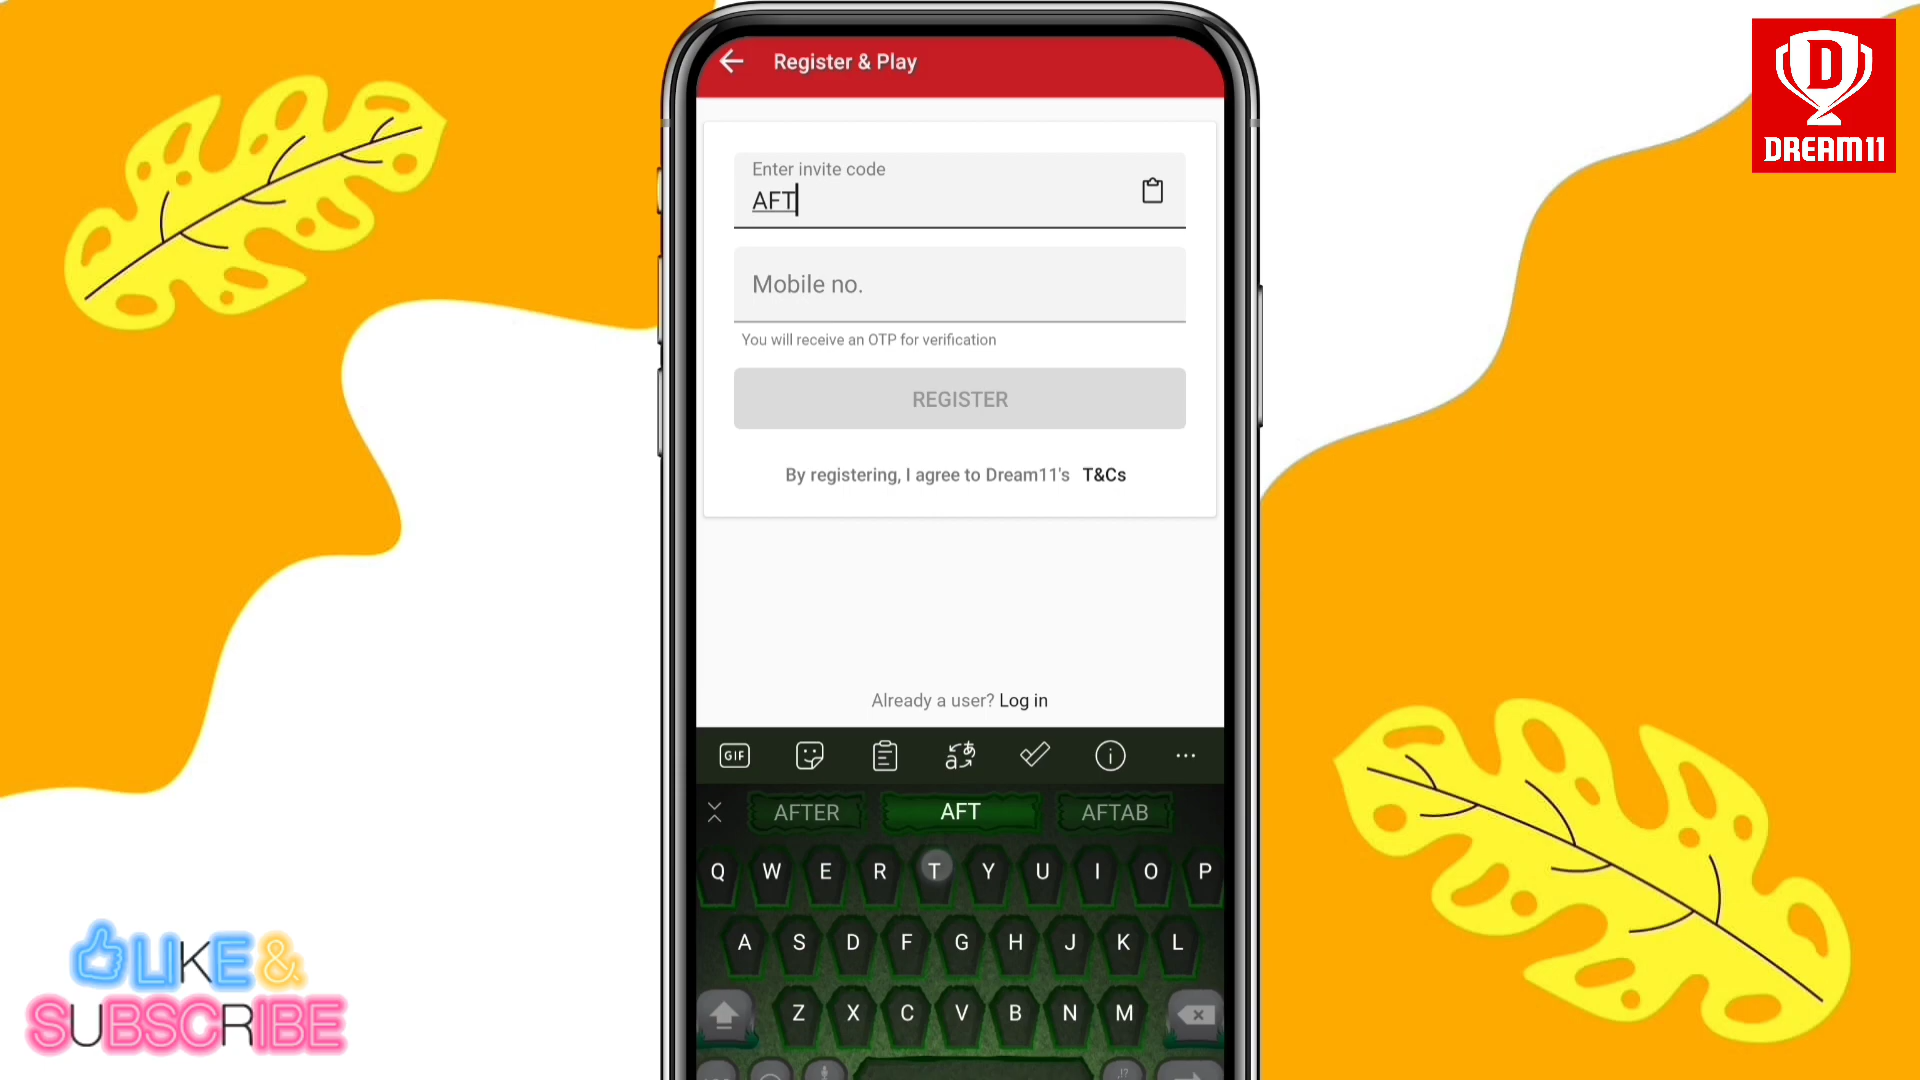 Register & Play
DREAM11
Enter invite code
AFT
Mobile no.
You will receive an OTP for verification
REGISTER
By registering, I agree to Dream11's T&Cs
Already a user? Log in
GIF
AFTER AFT AFTAB
Q W E R T Y U I O P
A S D F G H J K L
Z X C V B N M
LIKE &
SUBSCRIBE